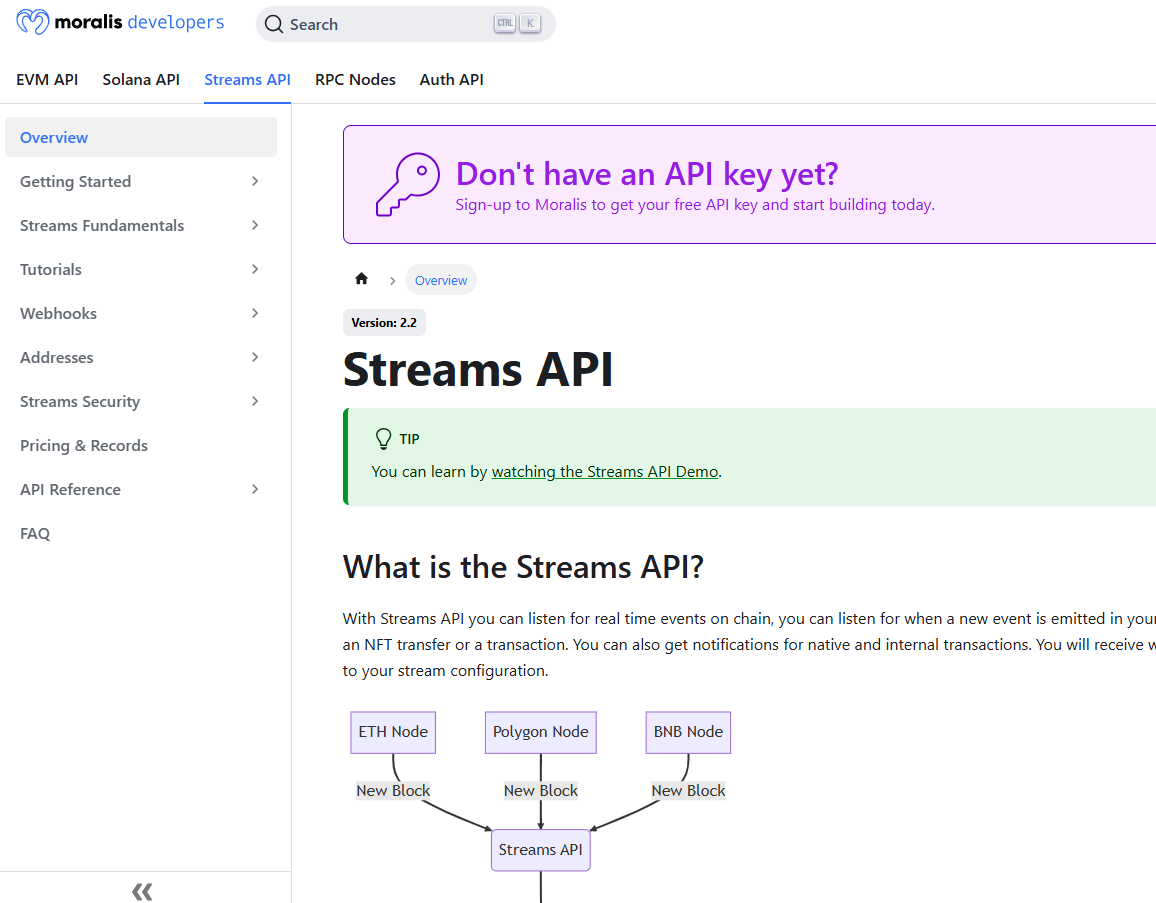 moralis developers
Search
CTRL K
EVM API Solana API Streams API RPC Nodes Auth API
Overview
Getting Started
Streams Fundamentals
Tutorials
Webhooks
Addresses
Streams Security
Pricing & Records
API Reference
FAQ
Don't have an API key yet?
Sign-up to Moralis to get your free API key and start building today.
Overview
Version: 2.2
Streams API
TIP
You can learn by watching the Streams API Demo.
What is the Streams API?
With Streams API you can listen for real time events on chain, you can listen for when a new event is emitted in your
an NFT transfer or a transaction. You can also get notifications for native and internal transactions. You will receive
to your stream configuration.
ETH Node Polygon Node BNB Node
New Block New Block New Block
Streams API